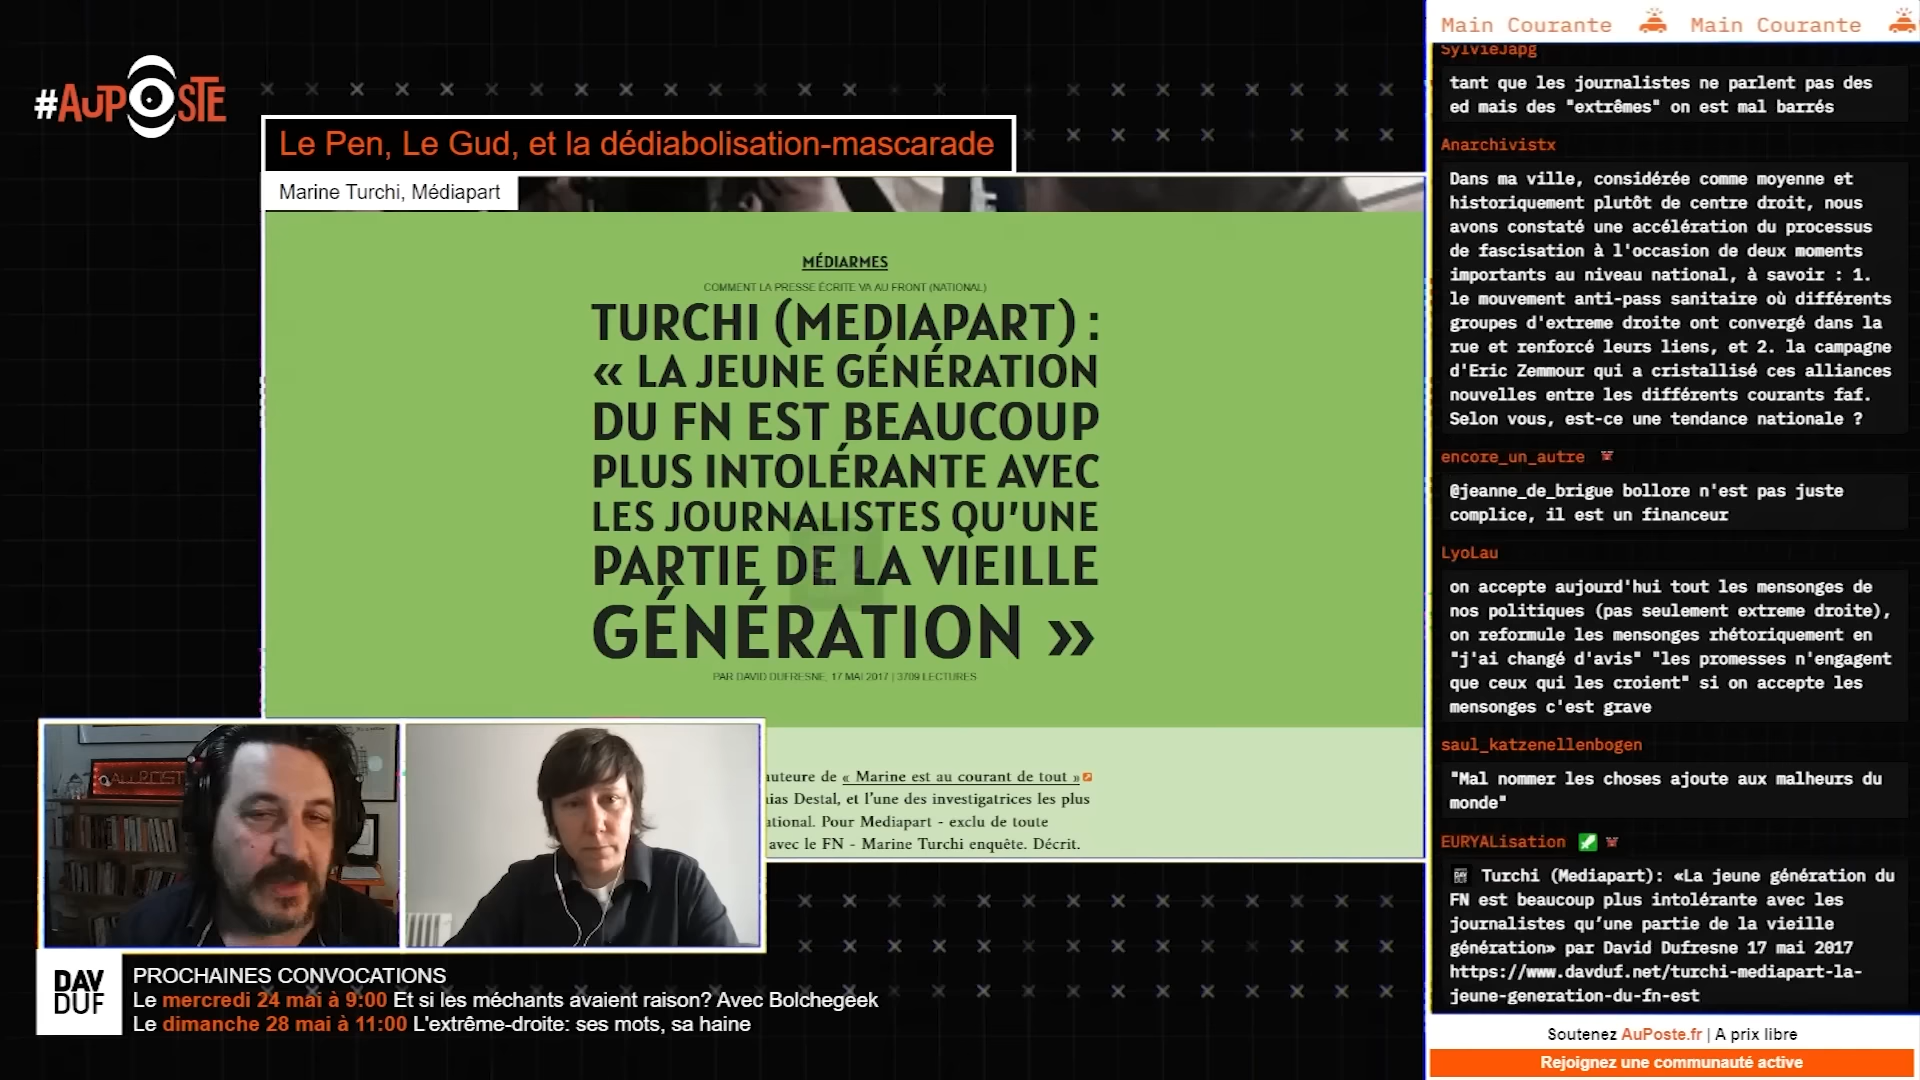 #AUPOSTE
Le Pen, Le Gud, et la dédiabolisation-mascarade
Marine Turchi, Médiapart
MÉDIARMES
COMMENT LA PRESSE ÉCRITE VA AU FRONT (NATIONAL)
TURCHI (MEDIAPART) :
« LA JEUNE GÉNÉRATION
DU FN EST BEAUCOUP
PLUS INTOLÉRANTE AVEC
LES JOURNALISTES QU’UNE
PARTIE DE LA VIEILLE
GÉNÉRATION »
PAR DAVID DUFRESNE, 17 MAI 2017 | 3709 LECTURES
auteure de « Marine est au courant de tout »
Destal, et l’une des investigatrices les plus
Pour Mediapart - exclu de toute
avec le FN - Marine Turchi enquête. Décrit.
AU POST
DAV
DUF
PROCHAINES CONVOCATIONS
Le mercredi 24 mai à 9:00 Et si les méchants avaient raison? Avec Bolchegeek
Le dimanche 28 mai à 11:00 L'extrême-droite: ses mots, sa haine
Main Courante Main Courante
SylvieJapg
tant que les journalistes ne parlent pas des
ed mais des "extrêmes" on est mal barrés
Anarchivistx
Dans ma ville, considérée comme moyenne et
historiquement plutôt de centre droit, nous
avons constaté une accélération du processus
de fascisation à l'occasion de deux moments
importants au niveau national, à savoir : 1.
le mouvement anti-pass sanitaire où différents
groupes d'extreme droite ont convergé dans la
rue et renforcé leurs liens, et 2. la campagne
d'Eric Zemmour qui a cristallisé ces alliances
nouvelles entre les différents courants faf.
Selon vous, est-ce une tendance nationale ?
encore_un_autre
@jeanne_de_brigue bollore n'est pas juste
complice, il est un financeur
LyoLau
on accepte aujourd'hui tout les mensonges de
nos politiques (pas seulement extreme droite),
on reformule les mensonges rhétoriquement en
"j'ai changé d'avis" "les promesses n'engagent
que ceux qui les croient" si on accepte les
mensonges c'est grave
saul_katzenellenbogen
"Mal nommer les choses ajoute aux malheurs du
monde"
EURYALisation
DAV DUF Turchi (Mediapart): «La jeune génération du
FN est beaucoup plus intolérante avec les
journalistes qu’une partie de la vieille
génération» par David Dufresne 17 mai 2017
https://www.davduf.net/turchi-mediapart-la-
jeune-generation-du-fn-est
Soutenez AuPoste.fr | A prix libre
Rejoignez une communauté active